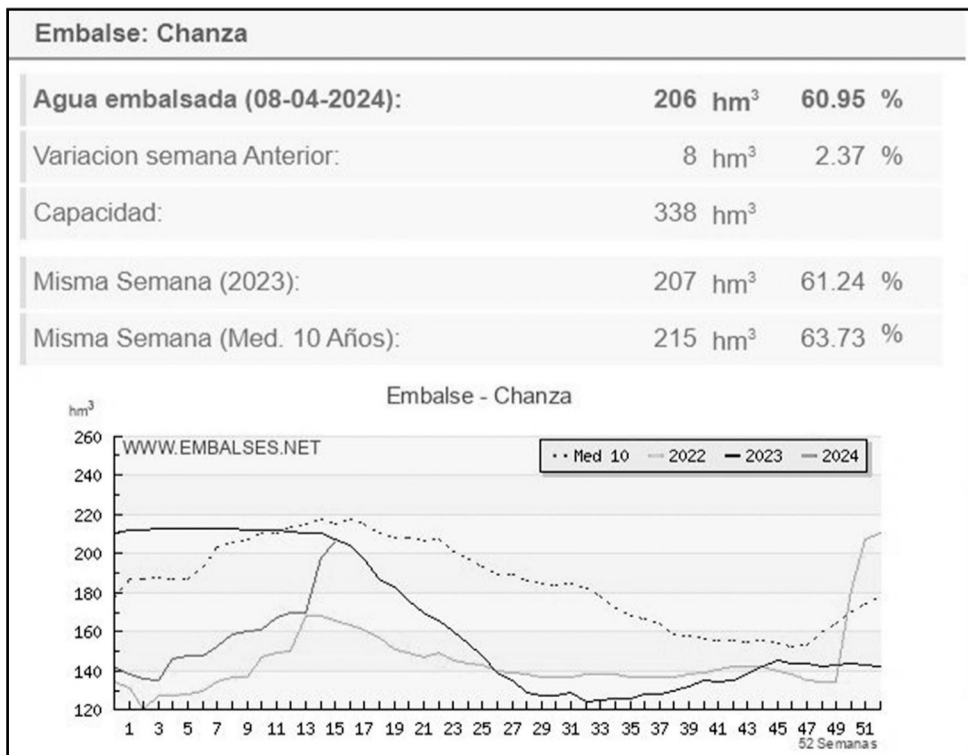 Embalse: Chanza
Agua embalsada (08-04-2024): 206 hm³ 60.95 %
Variacion semana Anterior: 8 hm³ 2.37 %
Capacidad: 338 hm³
Misma Semana (2023): 207 hm³ 61.24 %
Misma Semana (Med. 10 Años): 215 hm³ 63.73 %
Embalse - Chanza
hm³
WWW.EMBALSES.NET
Med 10 2022 2023 2024
260
240
220
200
180
160
140
120
1 3 5 7 9 11 13 15 17 19 21 23 25 27 29 31 33 35 37 39 41 43 45 47 49 51
52 Semanas